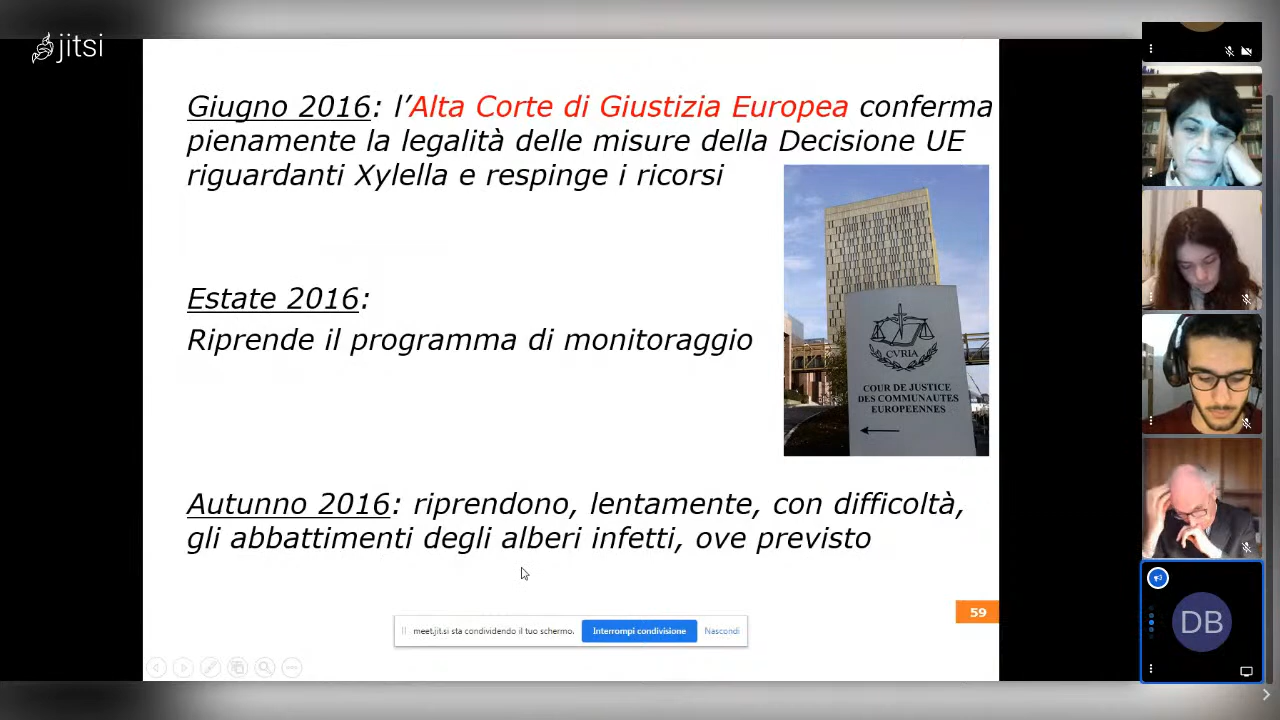 jitsi
Giugno 2016: l’Alta Corte di Giustizia Europea conferma
pienamente la legalità delle misure della Decisione UE
riguardanti Xylella e respinge i ricorsi
CVRIA
COUR DE JUSTICE
DES COMMUNAUTES
EUROPEENNES
Estate 2016:
Riprende il programma di monitoraggio
Autunno 2016: riprendono, lentamente, con difficoltà,
gli abbattimenti degli alberi infetti, ove previsto
59
meet.jit.si sta condividendo il tuo schermo.
Interrompi condivisione
Nascondi
DB